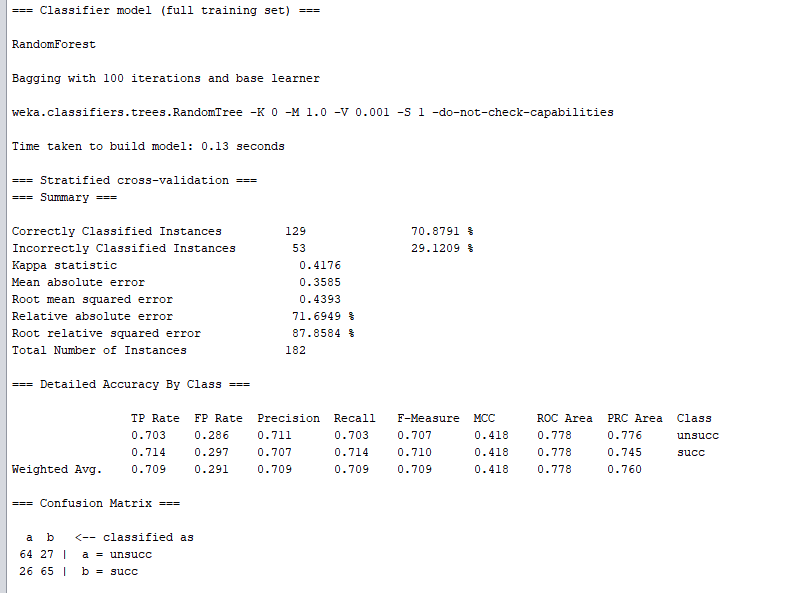 === Classifier model (full training set) ===
RandomForest
Bagging with 100 iterations and base learner
weka.classifiers.trees.RandomTree -K 0 -M 1.0 -V 0.001 -S 1 -do-not-check-capabilities
Time taken to build model: 0.13 seconds
=== Stratified cross-validation ===
=== Summary ===
Correctly Classified Instances 129 70.8791 %
Incorrectly Classified Instances 53 29.1209 %
Kappa statistic 0.4176
Mean absolute error 0.3585
Root mean squared error 0.4393
Relative absolute error 71.6949 %
Root relative squared error 87.8584 %
Total Number of Instances 182
=== Detailed Accuracy By Class ===
TP Rate FP Rate Precision Recall F-Measure MCC ROC Area PRC Area Class
0.703 0.286 0.711 0.703 0.707 0.418 0.778 0.776 unsucc
0.714 0.297 0.707 0.714 0.710 0.418 0.778 0.745 succ
Weighted Avg. 0.709 0.291 0.709 0.709 0.709 0.418 0.778 0.760
=== Confusion Matrix ===
a b <-- classified as
64 27 | a = unsucc
26 65 | b = succ